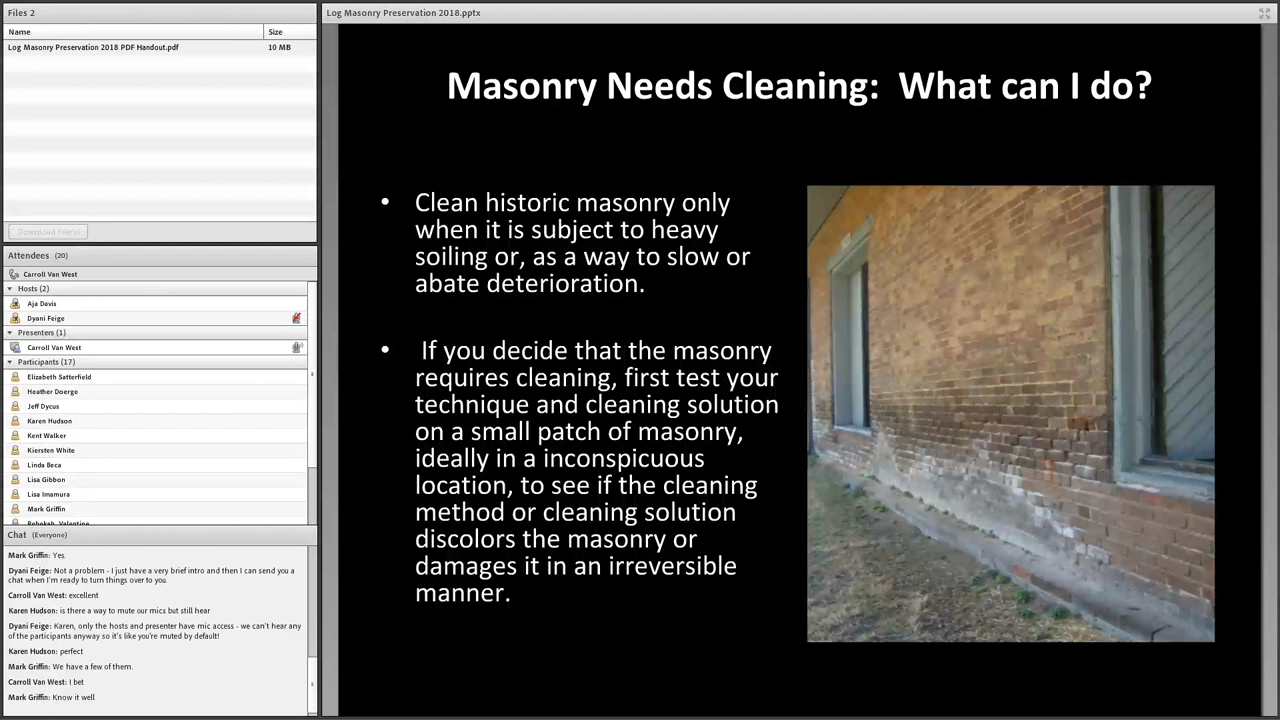 Files 2
Name Size
Log Masonry Preservation 2018 PDF Handout.pdf 10 MB
Download File(s)
Attendees (20)
Carroll Van West
Hosts (2)
Aja Davis
Dyani Feige
Presenters (1)
Carroll Van West
Participants (17)
Elizabeth Satterfield
Heather Doerge
Jeff Dycus
Karen Hudson
Kent Walker
Kiersten White
Linda Beca
Lisa Gibbon
Lisa Imamura
Mark Griffin
Rebekah, Valentine
Chat (Everyone)
Mark Griffin: Yes.
Dyani Feige: Not a problem - I just have a very brief intro and then I can send you a
chat when I'm ready to turn things over to you.
Carroll Van West: excellent
Karen Hudson: is there a way to mute our mics but still hear
Dyani Feige: Karen, only the hosts and presenter have mic access - we can't hear any
of the participants anyway so it's like you're muted by default!
Karen Hudson: perfect
Mark Griffin: We have a few of them.
Carroll Van West: I bet
Mark Griffin: Know it well
Log Masonry Preservation 2018.pptx
Masonry Needs Cleaning: What can I do?
• Clean historic masonry only
when it is subject to heavy
soiling or, as a way to slow or
abate deterioration.
• If you decide that the masonry
requires cleaning, first test your
technique and cleaning solution
on a small patch of masonry,
ideally in a inconspicuous
location, to see if the cleaning
method or cleaning solution
discolors the masonry or
damages it in an irreversible
manner.